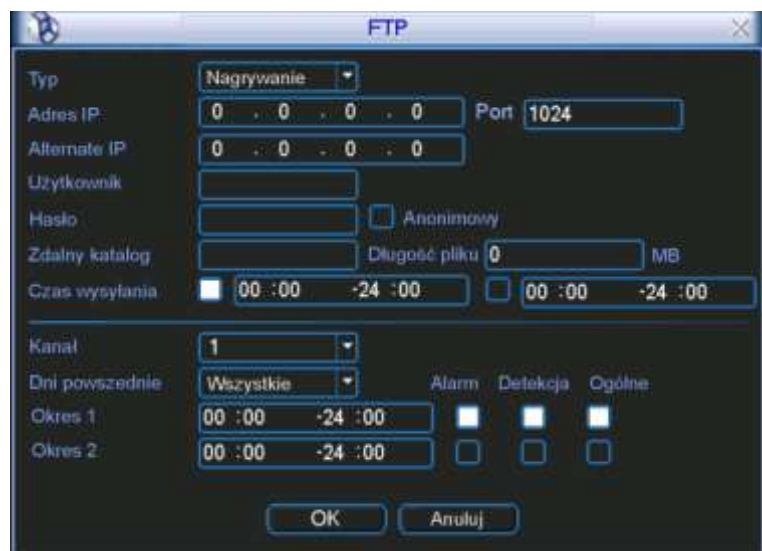 FTP
Typ Nagrywanie
Adres IP 0 . 0 . 0 . 0 Port 1024
Alternate IP 0 . 0 . 0 . 0
Użytkownik
Hasło Anonimowy
Zdalny katalog Długość pliku 0 MB
Czas wysyłania 00 :00 -24 :00 00 :00 -24 :00
Kanał 1
Dni powszednie Wszystkie Alarm Detekcja Ogólne
Okres 1 00 :00 -24 :00
Okres 2 00 :00 -24 :00
OK Anuluj